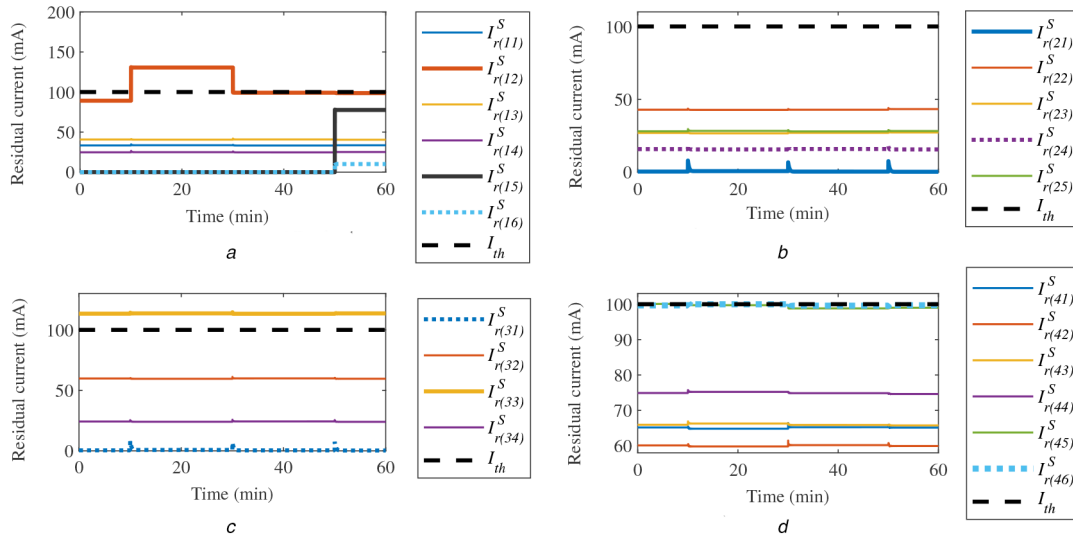 200
150
100
50
0
0 20 40 60
Residual current (mA)
Time (min)
I^S_r(11)
I^S_r(12)
I^S_r(13)
I^S_r(14)
I^S_r(15)
I^S_r(16)
I_th
a
100
50
0
0 20 40 60
Residual current (mA)
Time (min)
I^S_r(21)
I^S_r(22)
I^S_r(23)
I^S_r(24)
I^S_r(25)
I_th
b
100
50
0
0 20 40 60
Residual current (mA)
Time (min)
I^S_r(31)
I^S_r(32)
I^S_r(33)
I^S_r(34)
I_th
c
100
90
80
70
60
0 20 40 60
Residual current (mA)
Time (min)
I^S_r(41)
I^S_r(42)
I^S_r(43)
I^S_r(44)
I^S_r(45)
I^S_r(46)
I_th
d